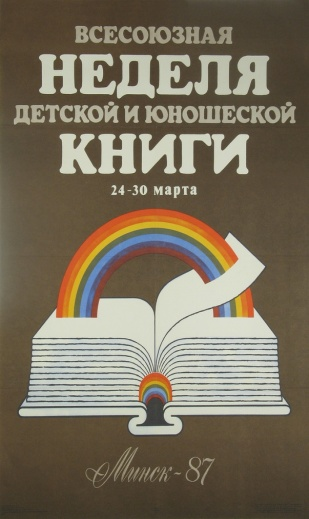 ВСЕСОЮЗНАЯ
НЕДЕЛЯ
ДЕТСКОЙ И ЮНОШЕСКОЙ
КНИГИ
24-30 марта
Минск-87